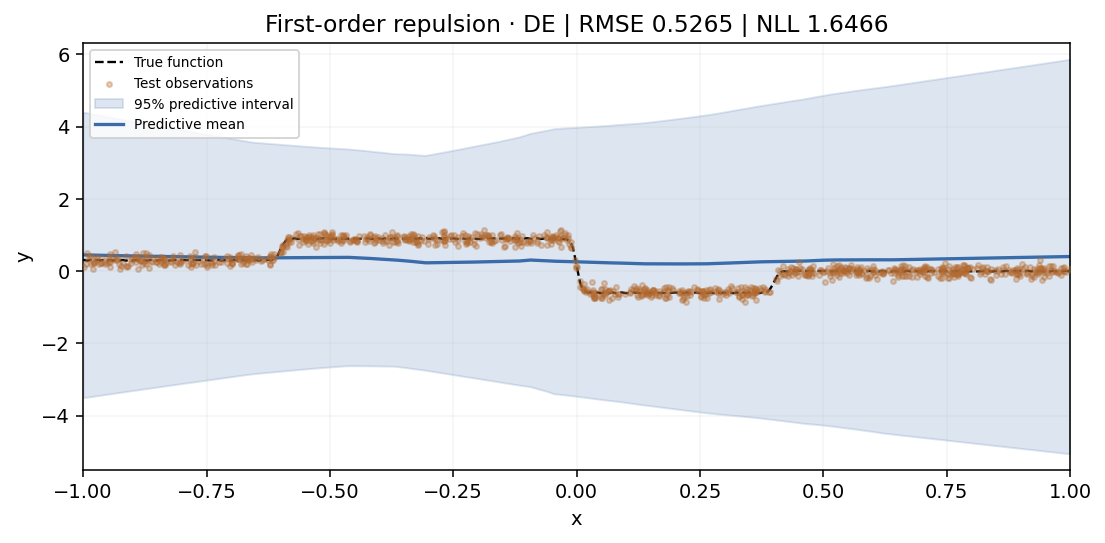 First-order repulsion · DE | RMSE 0.5265 | NLL 1.6466
True function
Test observations
95% predictive interval
Predictive mean
6
4
2
0
−2
−4
y
−1.00 −0.75 −0.50 −0.25 0.00 0.25 0.50 0.75 1.00
x